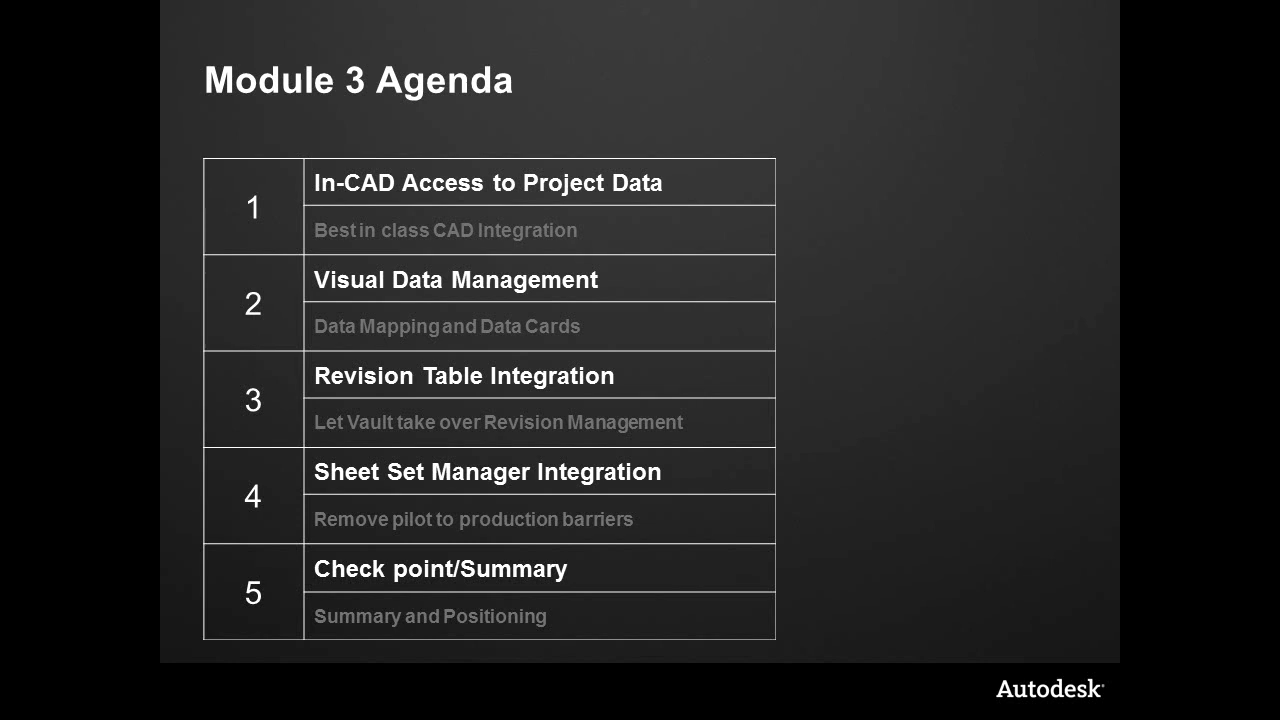 Module 3 Agenda
1
In-CAD Access to Project Data
Best in class CAD Integration
2
Visual Data Management
Data Mapping and Data Cards
3
Revision Table Integration
Let Vault take over Revision Management
4
Sheet Set Manager Integration
Remove pilot to production barriers
5
Check point/Summary
Summary and Positioning
Autodesk